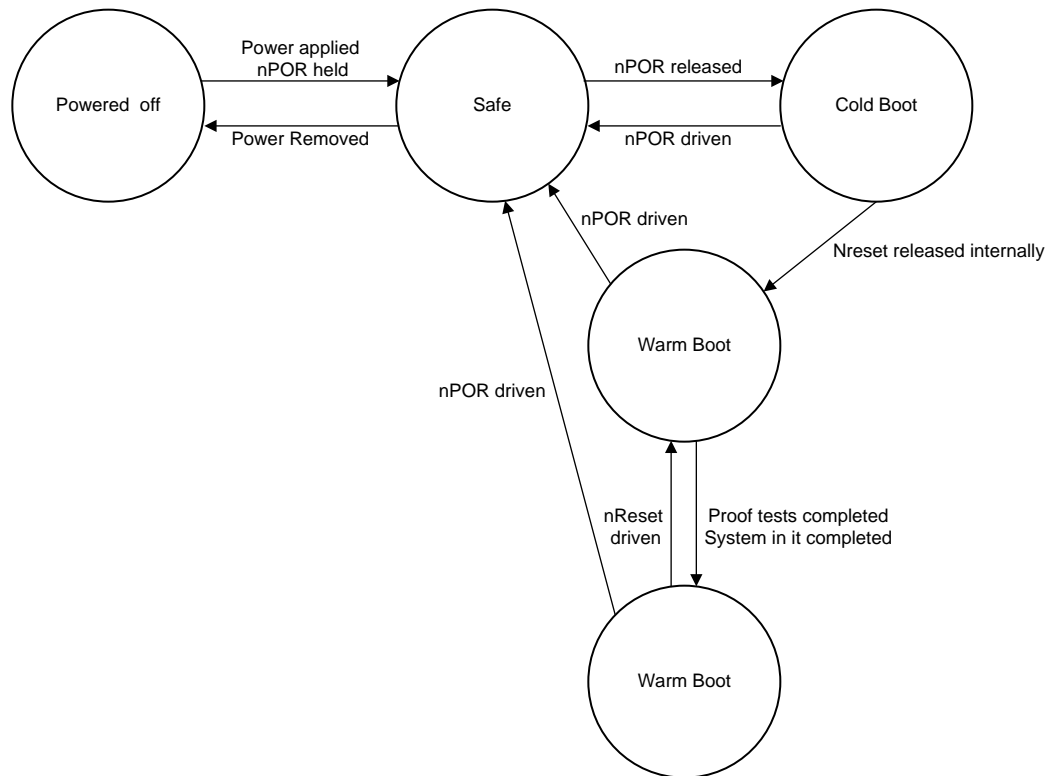 Power applied
nPOR held
nPOR released
Powered off
Safe
Cold Boot
Power Removed
nPOR driven
nPOR driven
Nreset released internally
Warm Boot
nPOR driven
nReset
driven
Proof tests completed
System in it completed
Warm Boot